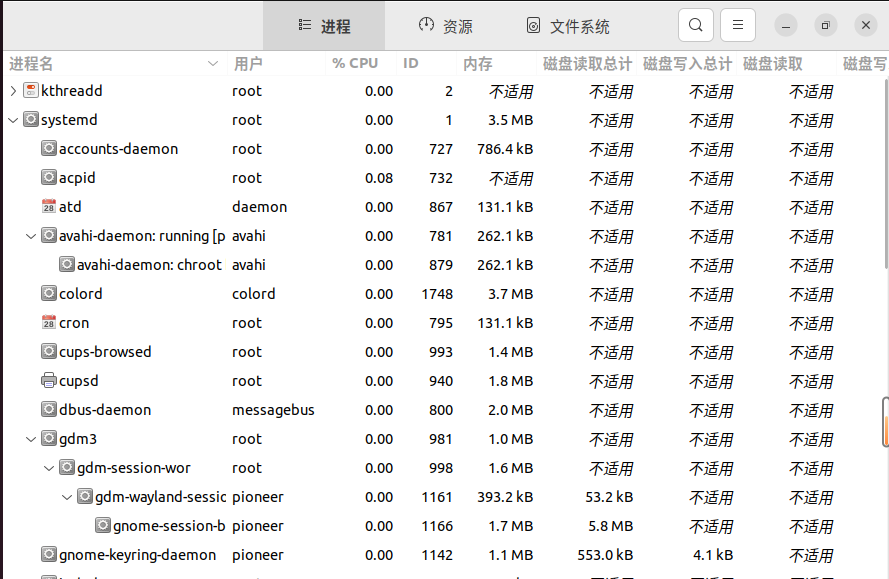 进程 资源 文件系统
进程名 用户 % CPU ID 内存 磁盘读取总计 磁盘写入总计 磁盘读取 磁盘写
kthreadd root 0.00 2 不适用 不适用 不适用 不适用
systemd root 0.00 1 3.5 MB 不适用 不适用 不适用
accounts-daemon root 0.00 727 786.4 kB 不适用 不适用 不适用
acpid root 0.08 732 不适用 不适用 不适用 不适用
28 atd daemon 0.00 867 131.1 kB 不适用 不适用 不适用
avahi-daemon: running [p avahi 0.00 781 262.1 kB 不适用 不适用 不适用
avahi-daemon: chroot avahi 0.00 879 262.1 kB 不适用 不适用 不适用
colord colord 0.00 1748 3.7 MB 不适用 不适用 不适用
28 cron root 0.00 795 131.1 kB 不适用 不适用 不适用
cups-browsed root 0.00 993 1.4 MB 不适用 不适用 不适用
cupsd root 0.00 940 1.8 MB 不适用 不适用 不适用
dbus-daemon messagebus 0.00 800 2.0 MB 不适用 不适用 不适用
gdm3 root 0.00 981 1.0 MB 不适用 不适用 不适用
gdm-session-wor root 0.00 998 1.6 MB 不适用 不适用 不适用
gdm-wayland-sessic pioneer 0.00 1161 393.2 kB 53.2 kB 不适用 不适用
gnome-session-b pioneer 0.00 1166 1.7 MB 5.8 MB 不适用 不适用
gnome-keyring-daemon pioneer 0.00 1142 1.1 MB 553.0 kB 4.1 kB 不适用